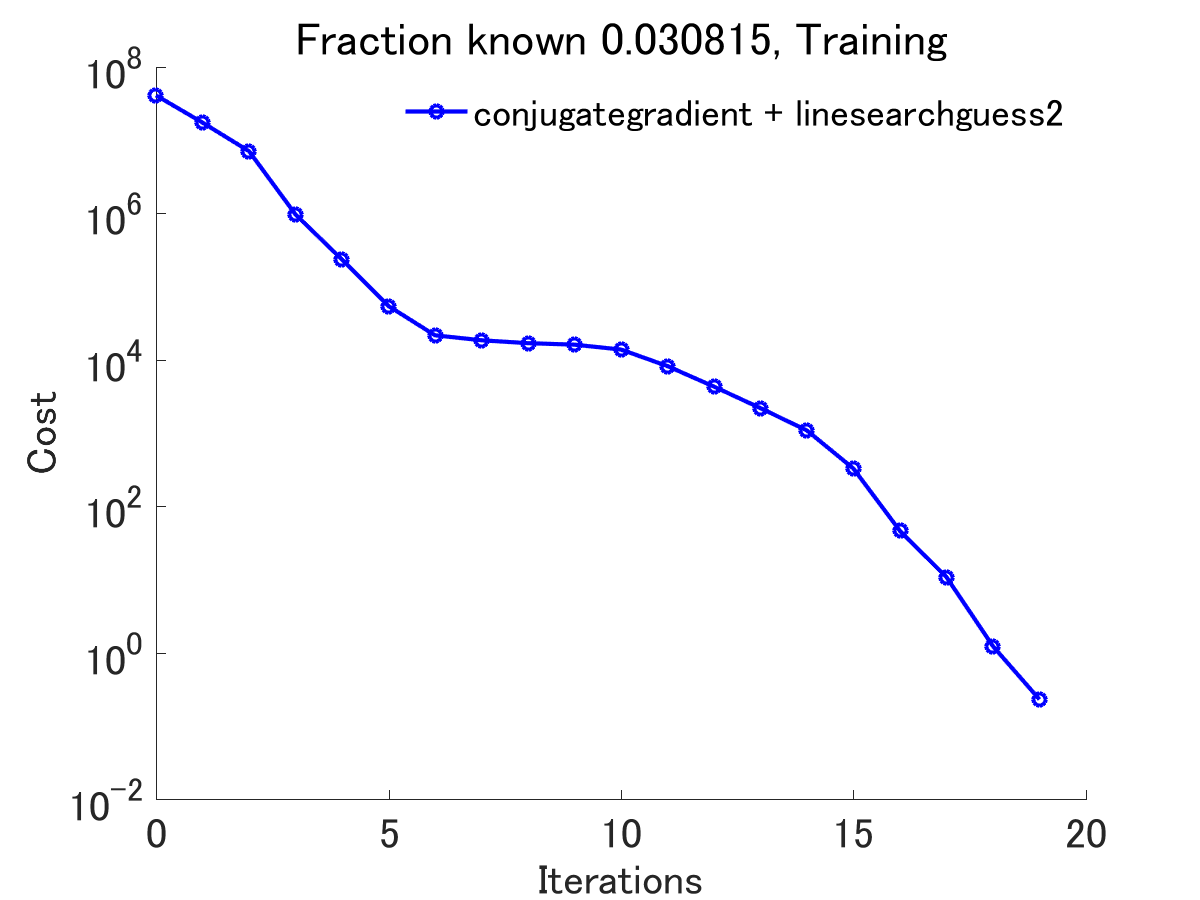 Fraction known 0.030815, Training
conjugategradient + linesearchguess2
10^8
10^6
10^4
10^2
10^0
10^-2
Cost
0 5 10 15 20
Iterations